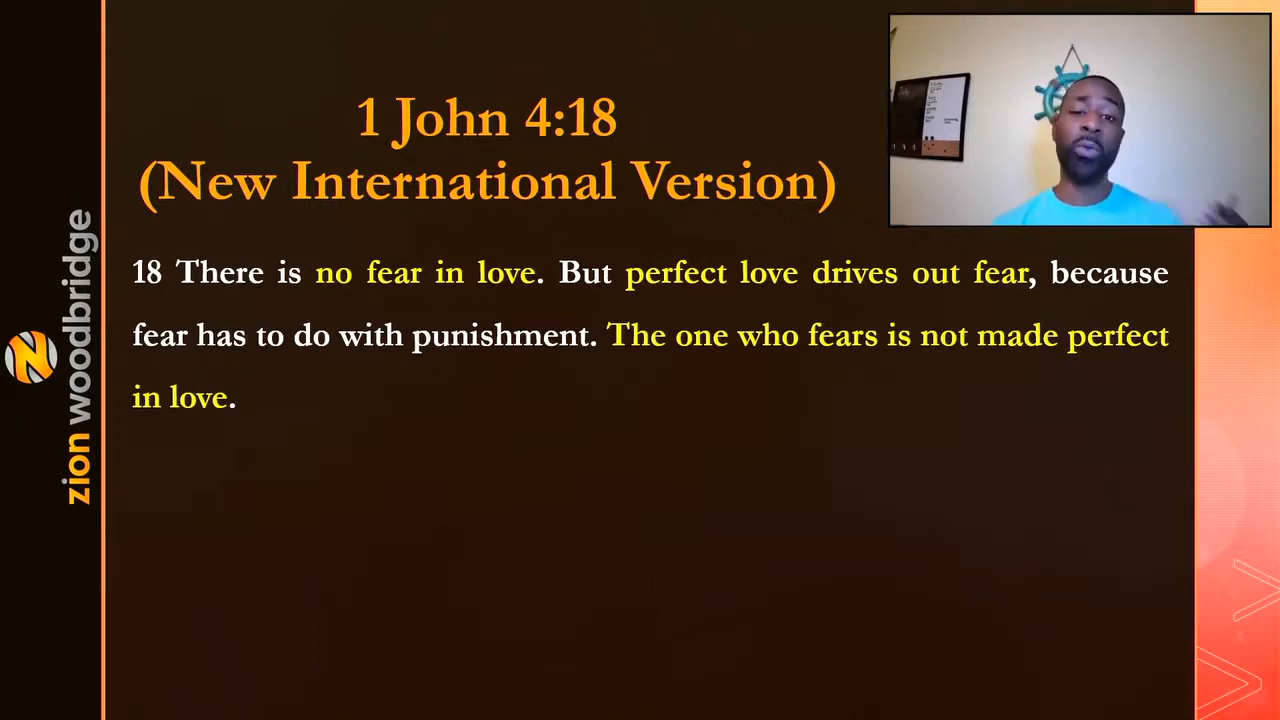 1 John 4:18
(New International Version)
18 There is no fear in love. But perfect love drives out fear, because
fear has to do with punishment. The one who fears is not made perfect
in love.
zion woodbridge